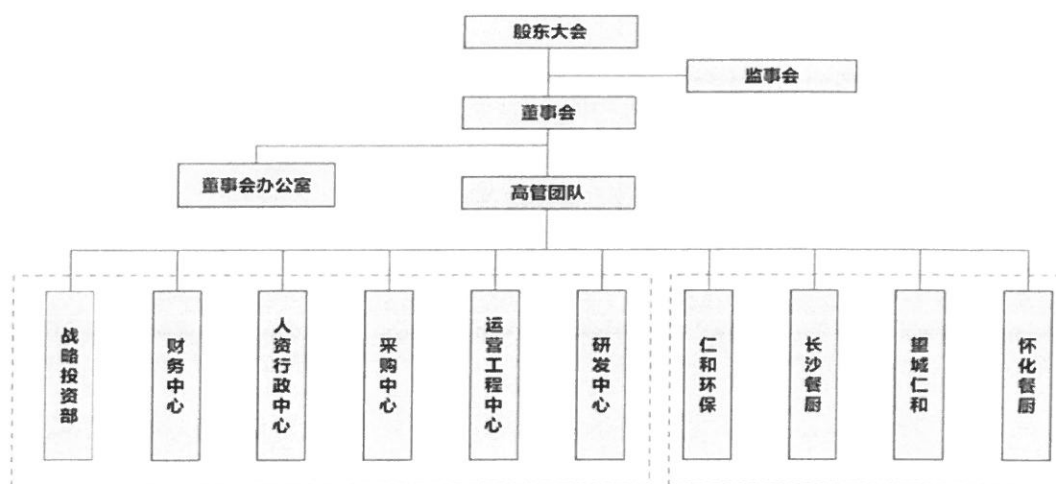 股东大会
监事会
董事会
董事会办公室
高管团队
战略投资部
财务中心
人资行政中心
采购中心
运营工程中心
研发中心
仁和环保
长沙餐厨
望城仁和
怀化餐厨